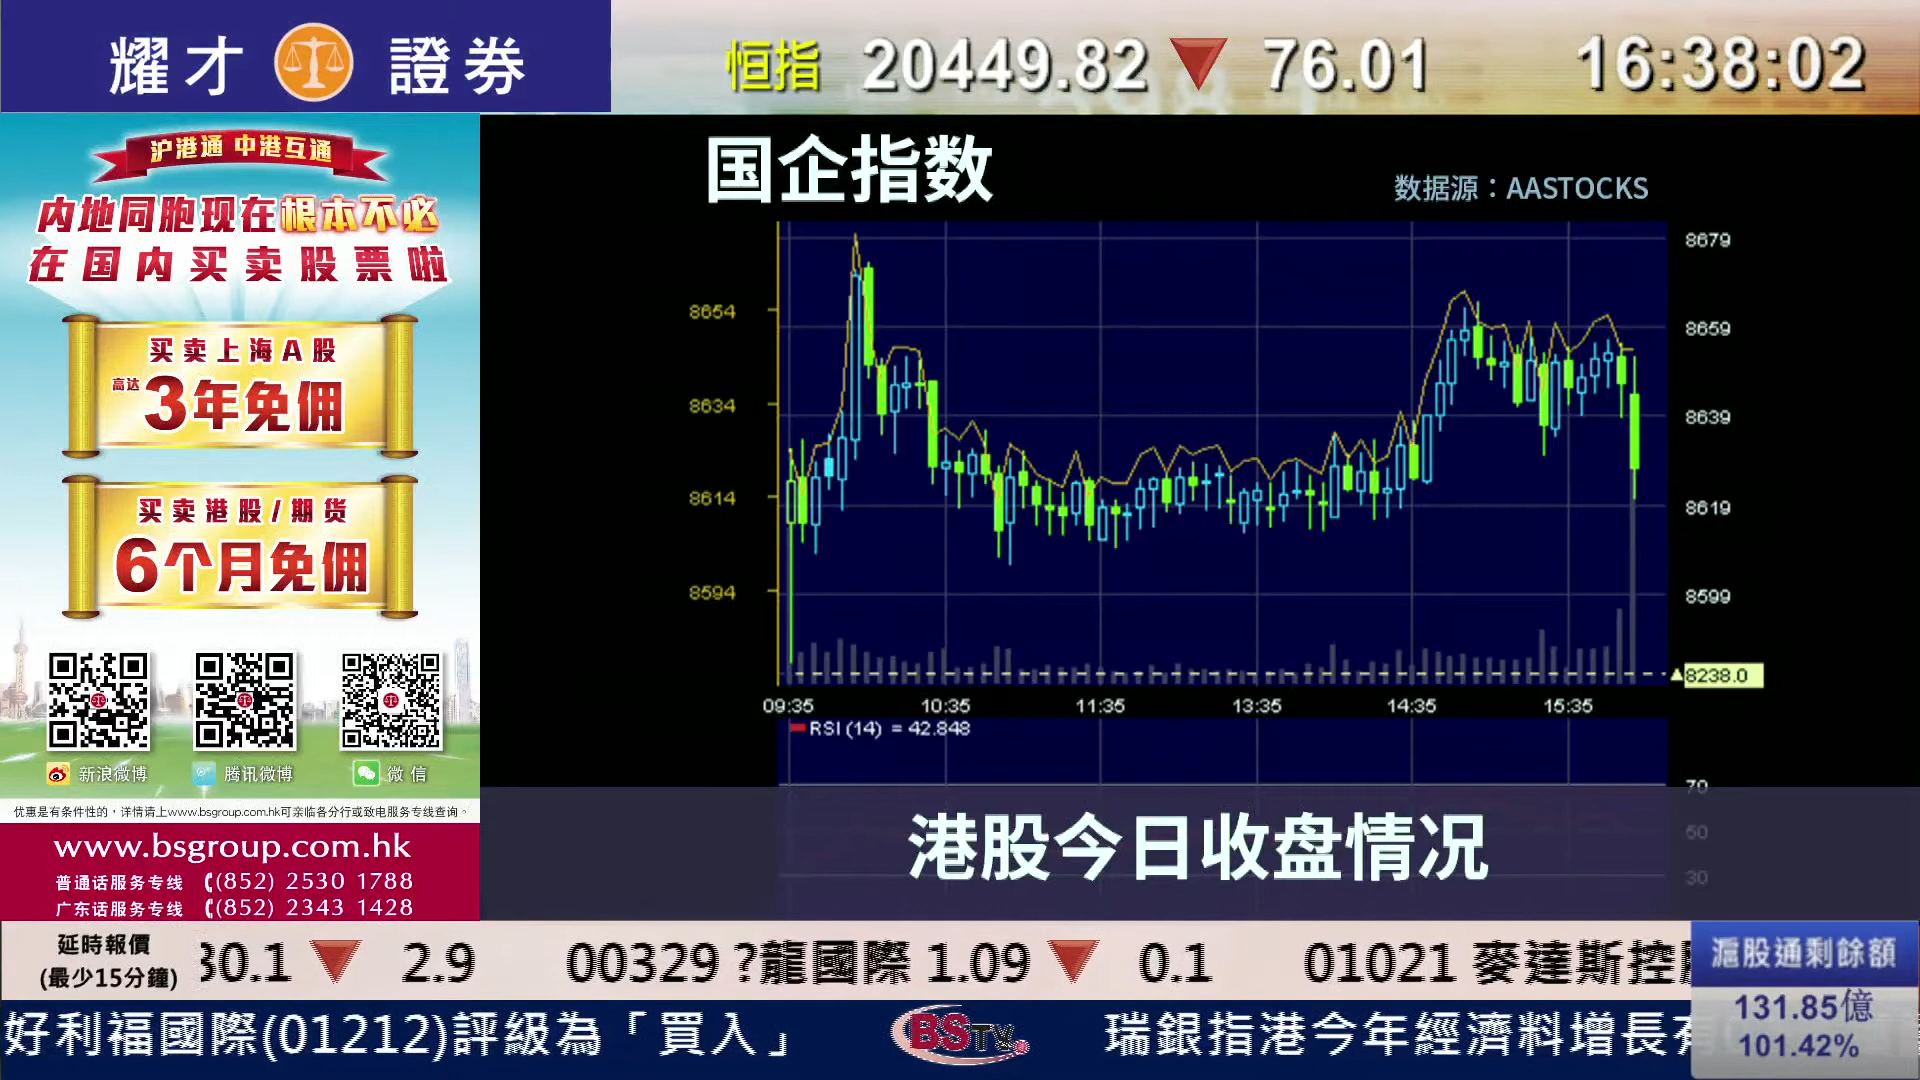 耀才 證券
恒指 20449.82 ▼ 76.01 16:38:02
沪港通 中港互通
内地同胞现在根本不必
在国内买卖股票啦
买卖上海A股
高达3年免佣
买卖港股/期货
6个月免佣
新浪微博 腾讯微博 微信
优惠是有条件性的，详情请上www.bsgroup.com.hk可亲临各分行或致电服务专线查询。
www.bsgroup.com.hk
普通话服务专线 (852) 2530 1788
广东话服务专线 (852) 2343 1428
国企指数
数据源：AASTOCKS
8679
8654
8659
8634
8639
8614
8619
8594
8599
8238.0
09:35 10:35 11:35 13:35 14:35 15:35
RSI (14) = 42.848
70
50
30
港股今日收盘情况
延時報價
(最少15分鐘)
30.1 ▼ 2.9 00329 ?龍國際 1.09 ▼ 0.1 01021 麥達斯控股
滬股通剩餘額
131.85億
101.42%
好利福國際(01212)評級為「買入」 BSTV 瑞銀指港今年經濟料增長有